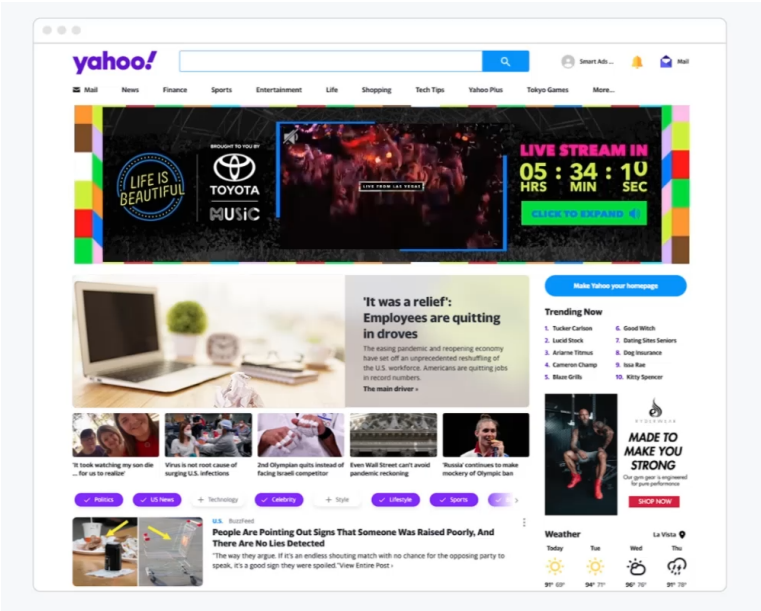 yahoo!
Smart Ads ...
Mail
Mail
News
Finance
Sports
Entertainment
Life
Shopping
Tech Tips
Yahoo Plus
Tokyo Games
More...
LIFE IS
BEAUTIFUL
BROUGHT TO YOU BY
TOYOTA
MUSIC
LIVE FROM LAS VEGAS
LIVE STREAM IN
05 : 34 : 10
HRS MIN SEC
CLICK TO EXPAND
'It was a relief':
Employees are quitting
in droves
The easing pandemic and reopening economy
have set off an unprecedented reshuffling of
the U.S. workforce. Americans are quitting jobs
in record numbers.
The main driver ›
Make Yahoo your homepage
Trending Now
1. Tucker Carlson
2. Lucid Stock
3. Ariarne Titmus
4. Cameron Champ
5. Blaze Grills
6. Good Witch
7. Dating Sites Seniors
8. Dog Insurance
9. Issa Rae
10. Kitty Spencer
'It took watching my son die
... for us to realize'
Virus is not root cause of
surging U.S. infections
2nd Olympian quits instead of
facing Israeli competitor
Even Wall Street can't avoid
pandemic reckoning
'Russia' continues to make
mockery of Olympic ban
Politics
US News
Technology
Celebrity
Style
Lifestyle
Sports
U.S. BuzzFeed
People Are Pointing Out Signs That Someone Was Raised Poorly, And
There Are No Lies Detected
"The way they argue. If it's an endless shouting match with no chance for the opposing party to
speak, it's a good sign they were spoiled."View Entire Post ›
RYDERWEAR
MADE TO
MAKE YOU
STRONG
Our gym gear is engineered
for pure performance
SHOP NOW
Weather
La Vista
Today
Tue
Wed
Thu
91° 69°
94° 71°
96° 76°
91° 78°